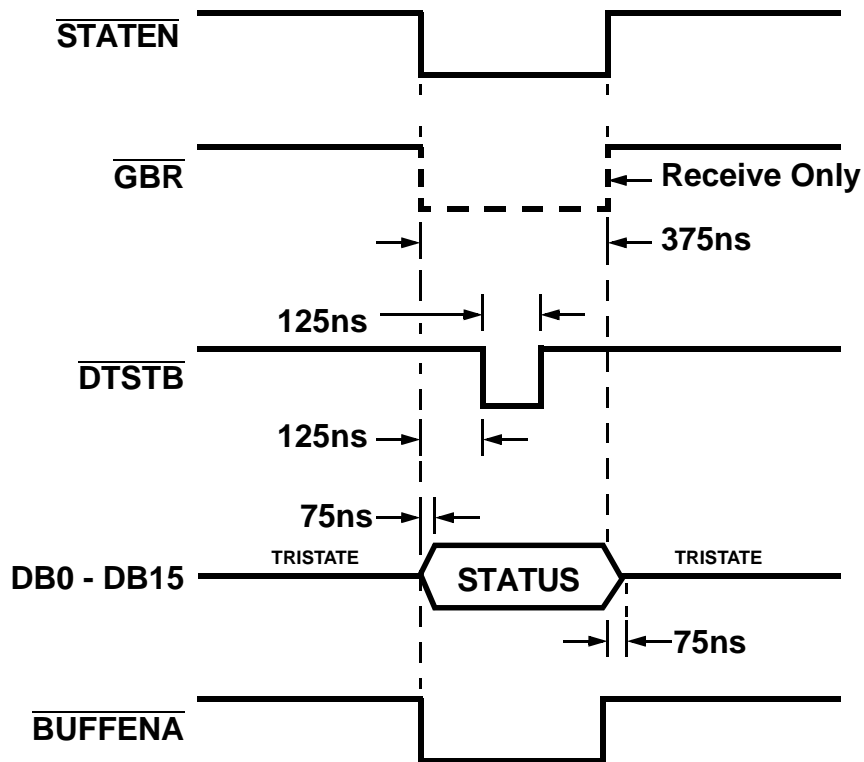 STATEN
GBR
Receive Only
375ns
125ns
DTSTB
125ns
75ns
TRISTATE
TRISTATE
DB0 - DB15
STATUS
75ns
BUFFENA